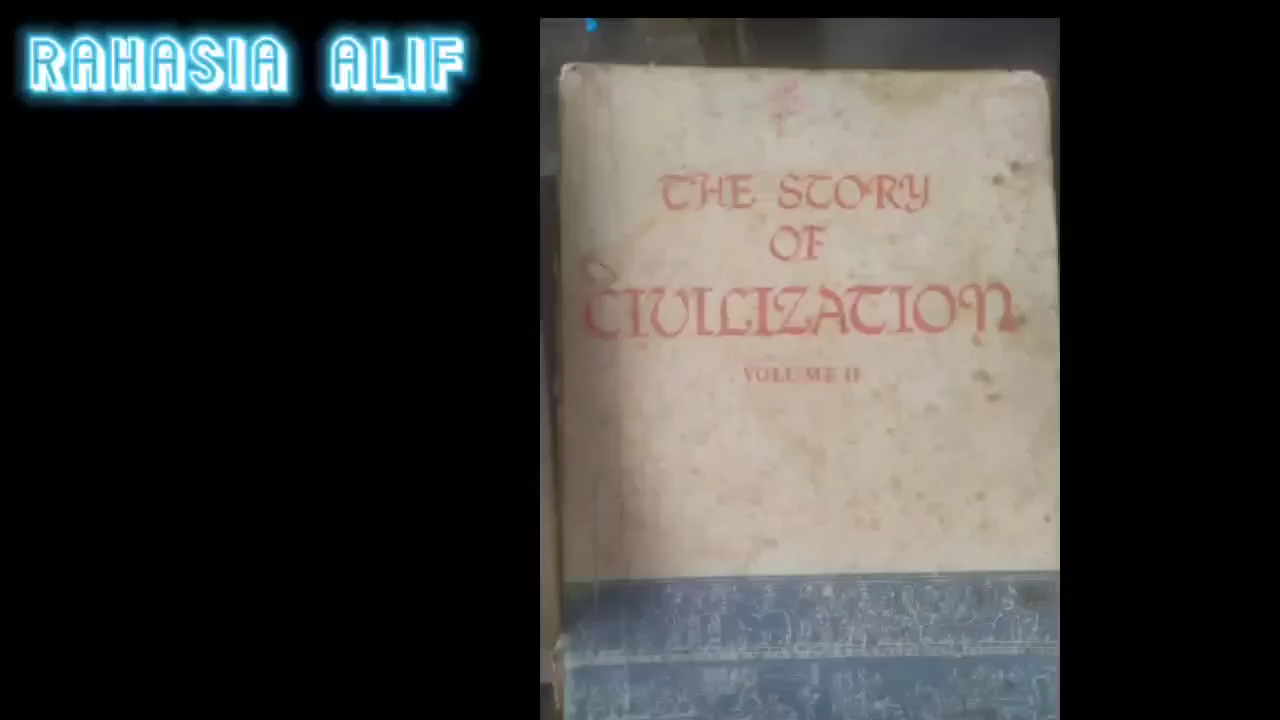 RAHASIA ALIF
THE STORY
OF
CIVILIZATION
VOLUME II